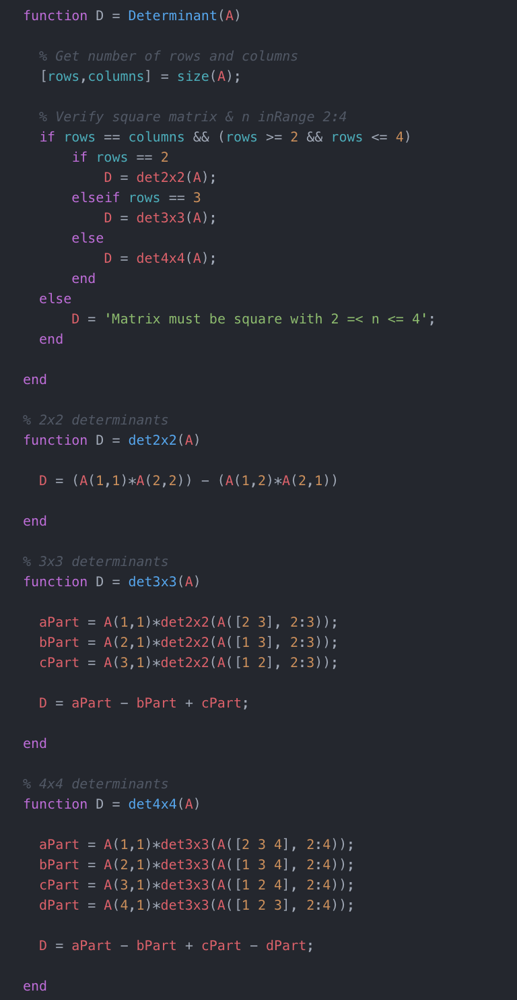 function D = Determinant(A)
% Get number of rows and columns
[rows,columns] = size(A);
% Verify square matrix & n inRange 2:4
if rows == columns && (rows >= 2 && rows <= 4)
if rows == 2
D = det2x2(A);
elseif rows == 3
D = det3x3(A);
else
D = det4x4(A);
end
else
D = 'Matrix must be square with 2 =< n <= 4';
end
end
% 2x2 determinants
function D = det2x2(A)
D = (A(1,1)*A(2,2)) − (A(1,2)*A(2,1))
end
% 3x3 determinants
function D = det3x3(A)
aPart = A(1,1)*det2x2(A([2 3], 2:3));
bPart = A(2,1)*det2x2(A([1 3], 2:3));
cPart = A(3,1)*det2x2(A([1 2], 2:3));
D = aPart − bPart + cPart;
end
% 4x4 determinants
function D = det4x4(A)
aPart = A(1,1)*det3x3(A([2 3 4], 2:4));
bPart = A(2,1)*det3x3(A([1 3 4], 2:4));
cPart = A(3,1)*det3x3(A([1 2 4], 2:4));
dPart = A(4,1)*det3x3(A([1 2 3], 2:4));
D = aPart − bPart + cPart − dPart;
end